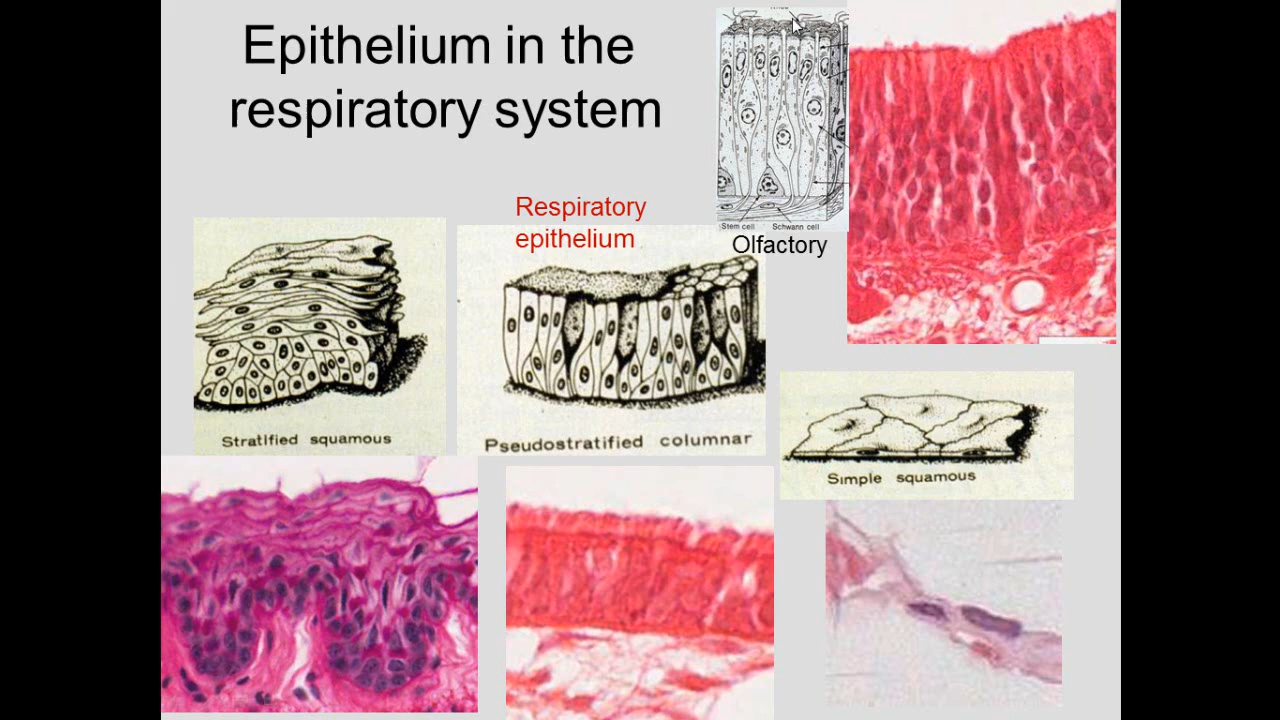 Epithelium in the
respiratory system
Respiratory
epithelium
Stem cell
Schwann cell
Olfactory
Stratified squamous
Pseudostratified columnar
Simple squamous